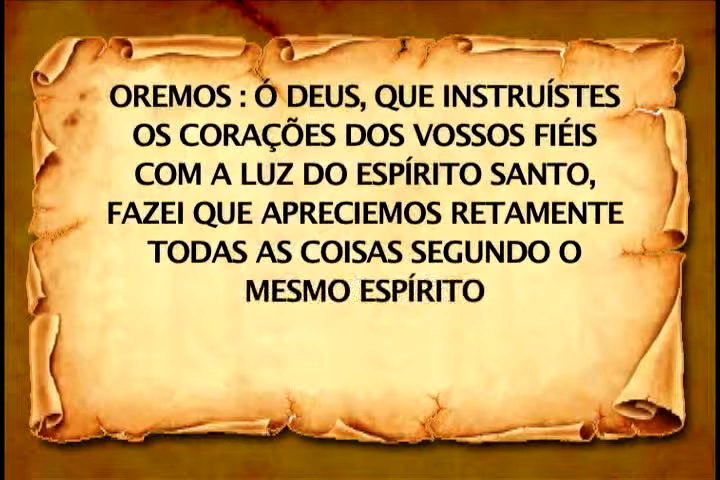 OREMOS : Ó DEUS, QUE INSTRUÍSTES
OS CORAÇÕES DOS VOSSOS FIÉIS
COM A LUZ DO ESPÍRITO SANTO,
FAZEI QUE APRECIEMOS RETAMENTE
TODAS AS COISAS SEGUNDO O
MESMO ESPÍRITO